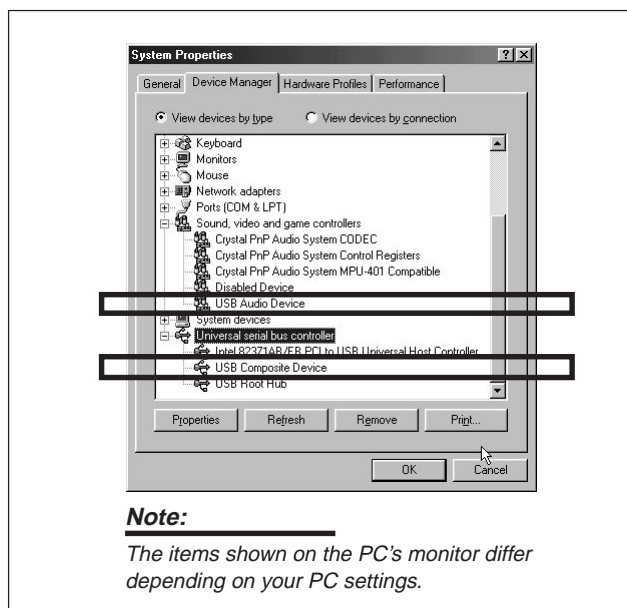 System Properties
General Device Manager Hardware Profiles Performance
View devices by type View devices by connection
Keyboard
Monitors
Mouse
Network adapters
Ports (COM & LPT)
Sound, video and game controllers
Crystal PnP Audio System CODEC
Crystal PnP Audio System Control Registers
Crystal PnP Audio System MPU-401 Compatible
Disabled Device
USB Audio Device
System devices
Universal serial bus controller
Intel 82371AB/EB PCI to USB Universal Host Controller
USB Composite Device
USB Root Hub
Properties Refresh Remove Print...
OK Cancel
Note:
The items shown on the PC's monitor differ
depending on your PC settings.